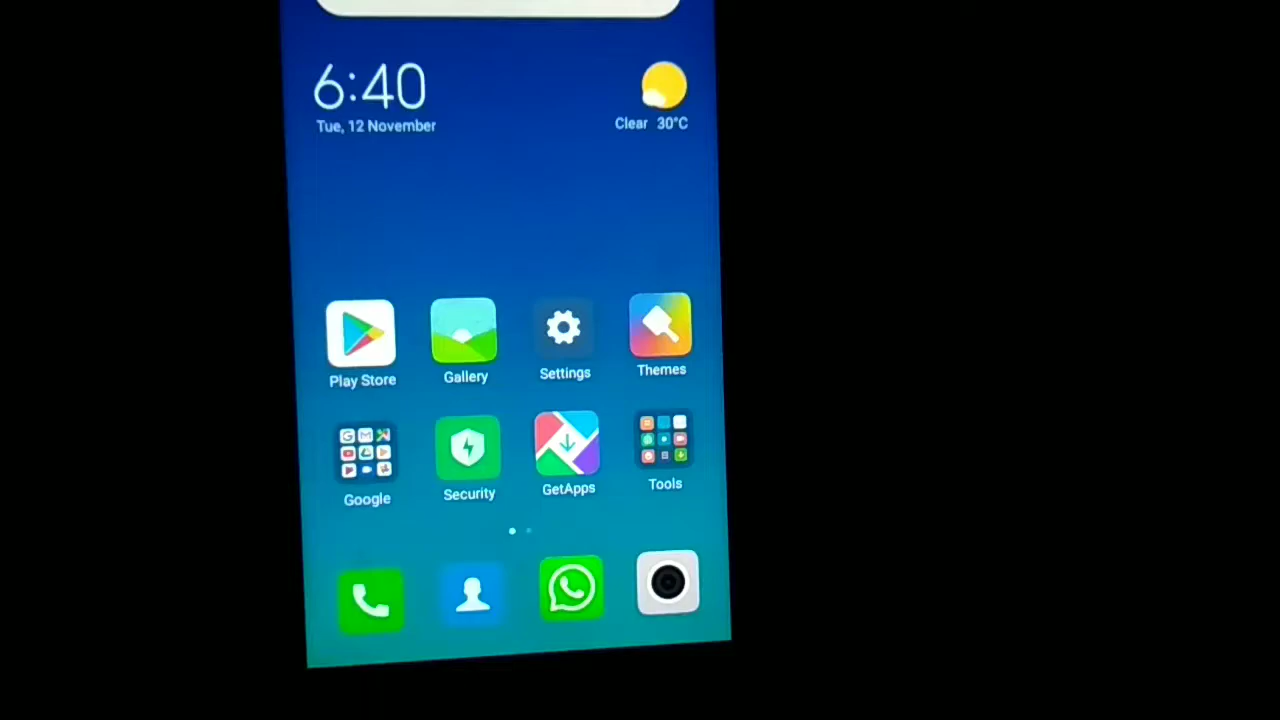 6:40
Tue, 12 November
Clear 30°C
Play Store
Gallery
Settings
Themes
Google
Security
GetApps
Tools